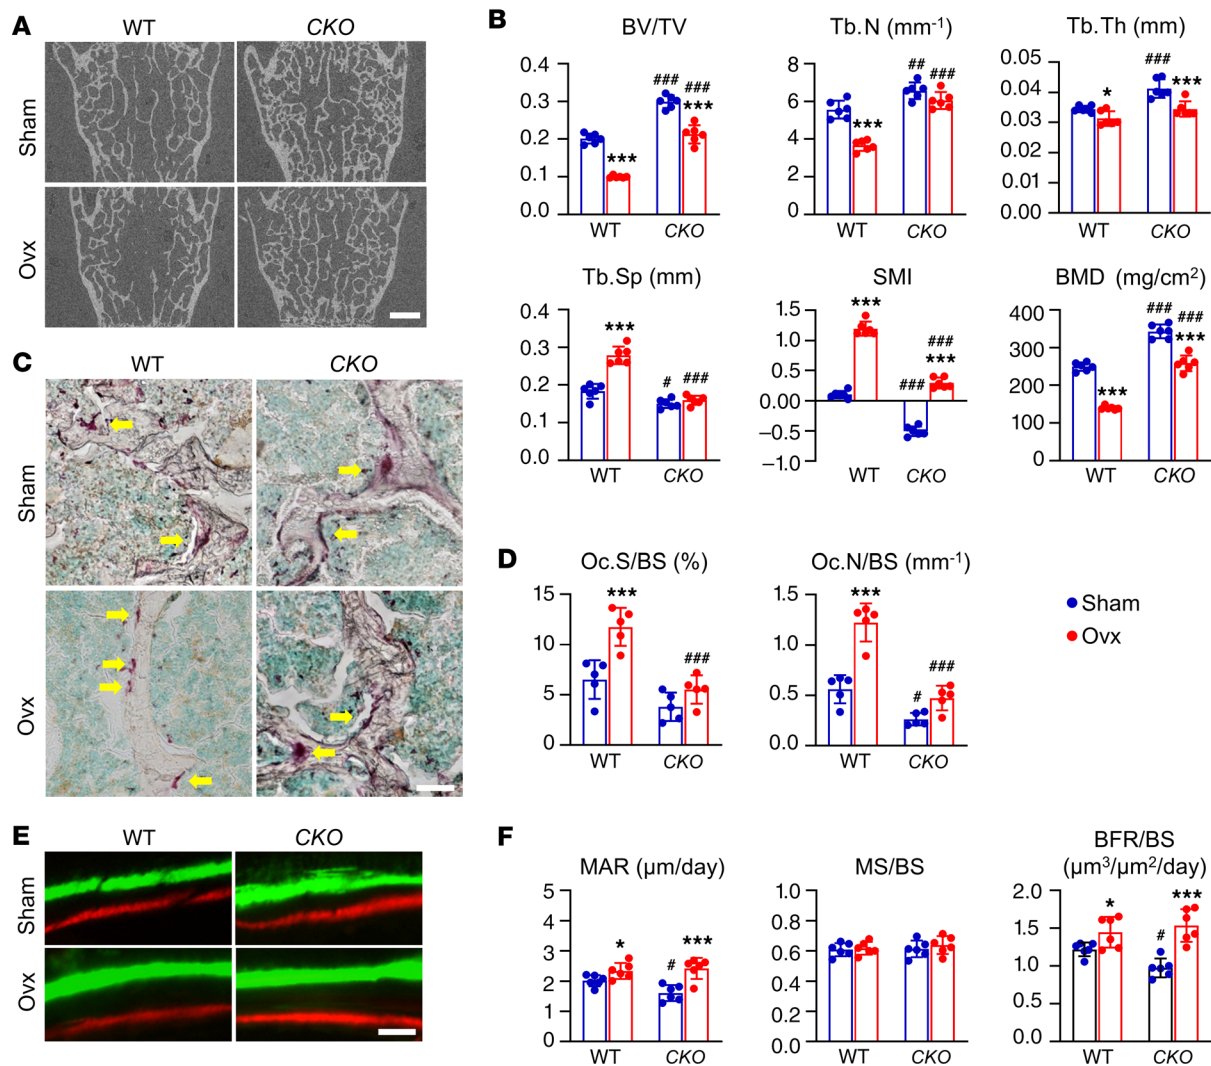 A
WT
CKO
Sham
Ovx
B
BV/TV
0.4
0.3
0.2
0.1
0.0
***
###
###
***
WT
CKO
Tb.N (mm-1)
8
6
4
2
0
***
##
###
WT
CKO
Tb.Th (mm)
0.05
0.04
0.03
0.02
0.01
0.00
*
###
***
WT
CKO
Tb.Sp (mm)
0.4
0.3
0.2
0.1
0.0
***
#
###
WT
CKO
SMI
1.5
1.0
0.5
0.00
–0.5
–1.0
***
###
###
***
WT
CKO
BMD (mg/cm2)
400
300
200
100
0
***
###
###
***
WT
CKO
C
WT
CKO
Sham
Ovx
D
Oc.S/BS (%)
15
10
5
0
***
###
WT
CKO
Oc.N/BS (mm-1)
1.5
1.0
0.5
0.0
***
#
###
WT
CKO
Sham
Ovx
E
WT
CKO
Sham
Ovx
F
MAR (µm/day)
5
4
3
2
1
0
*
#
***
WT
CKO
MS/BS
1.0
0.8
0.6
0.4
0.2
0.0
WT
CKO
BFR/BS
(µm3/µm2/day)
2.0
1.5
1.0
0.5
0.0
*
#
***
WT
CKO